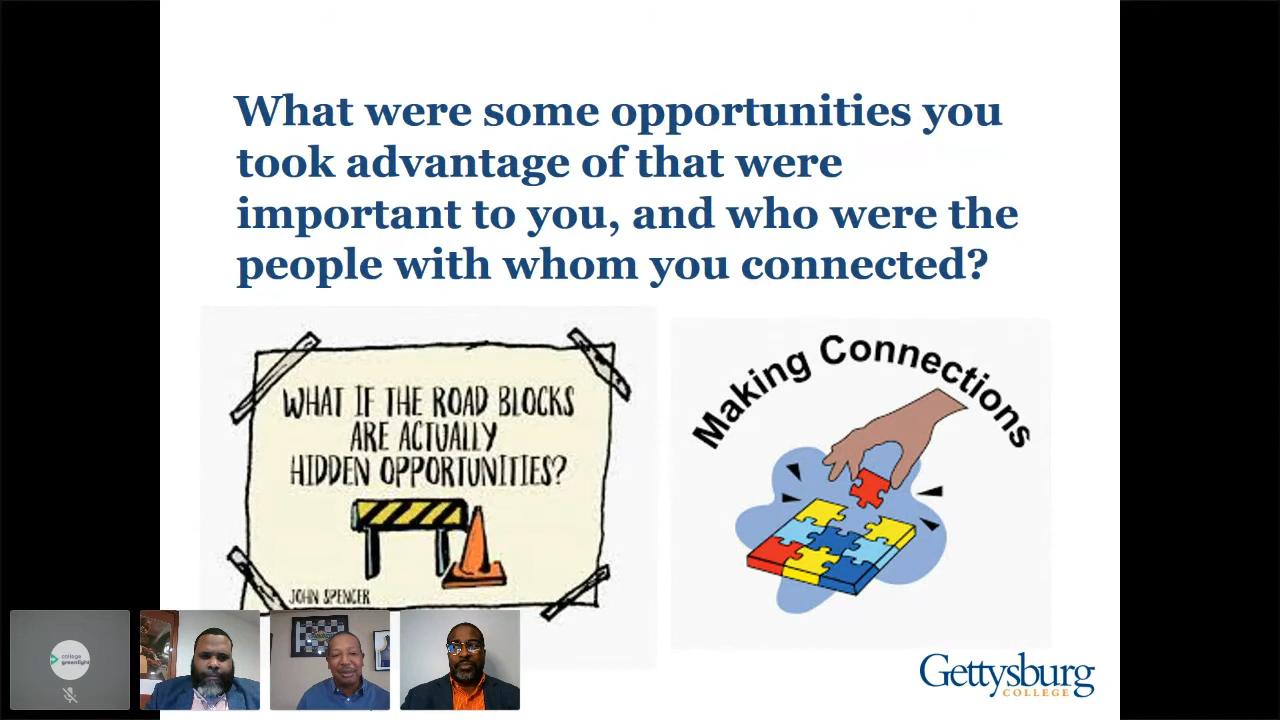 What were some opportunities you
took advantage of that were
important to you, and who were the
people with whom you connected?
WHAT IF THE ROAD BLOCKS
ARE ACTUALLY
HIDDEN OPPORTUNITIES?
JOHN SPENCER
Making Connections
college
greenlight
Gettysburg
COLLEGE